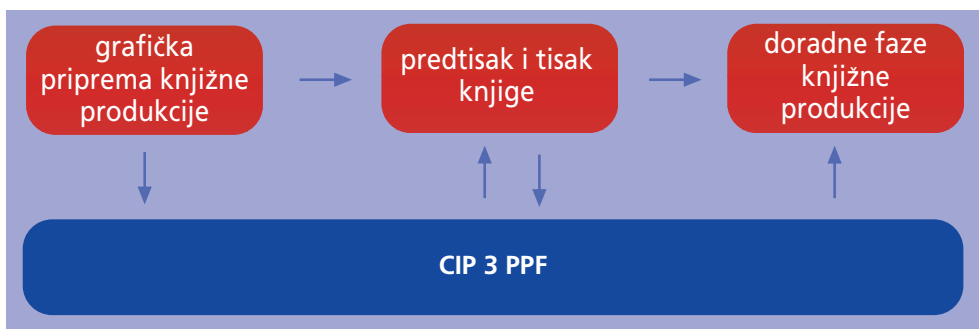 grafička
priprema knjižne
produkcije
predtisak i tisak
knjige
doradne faze
knjižne
produkcije
CIP 3 PPF